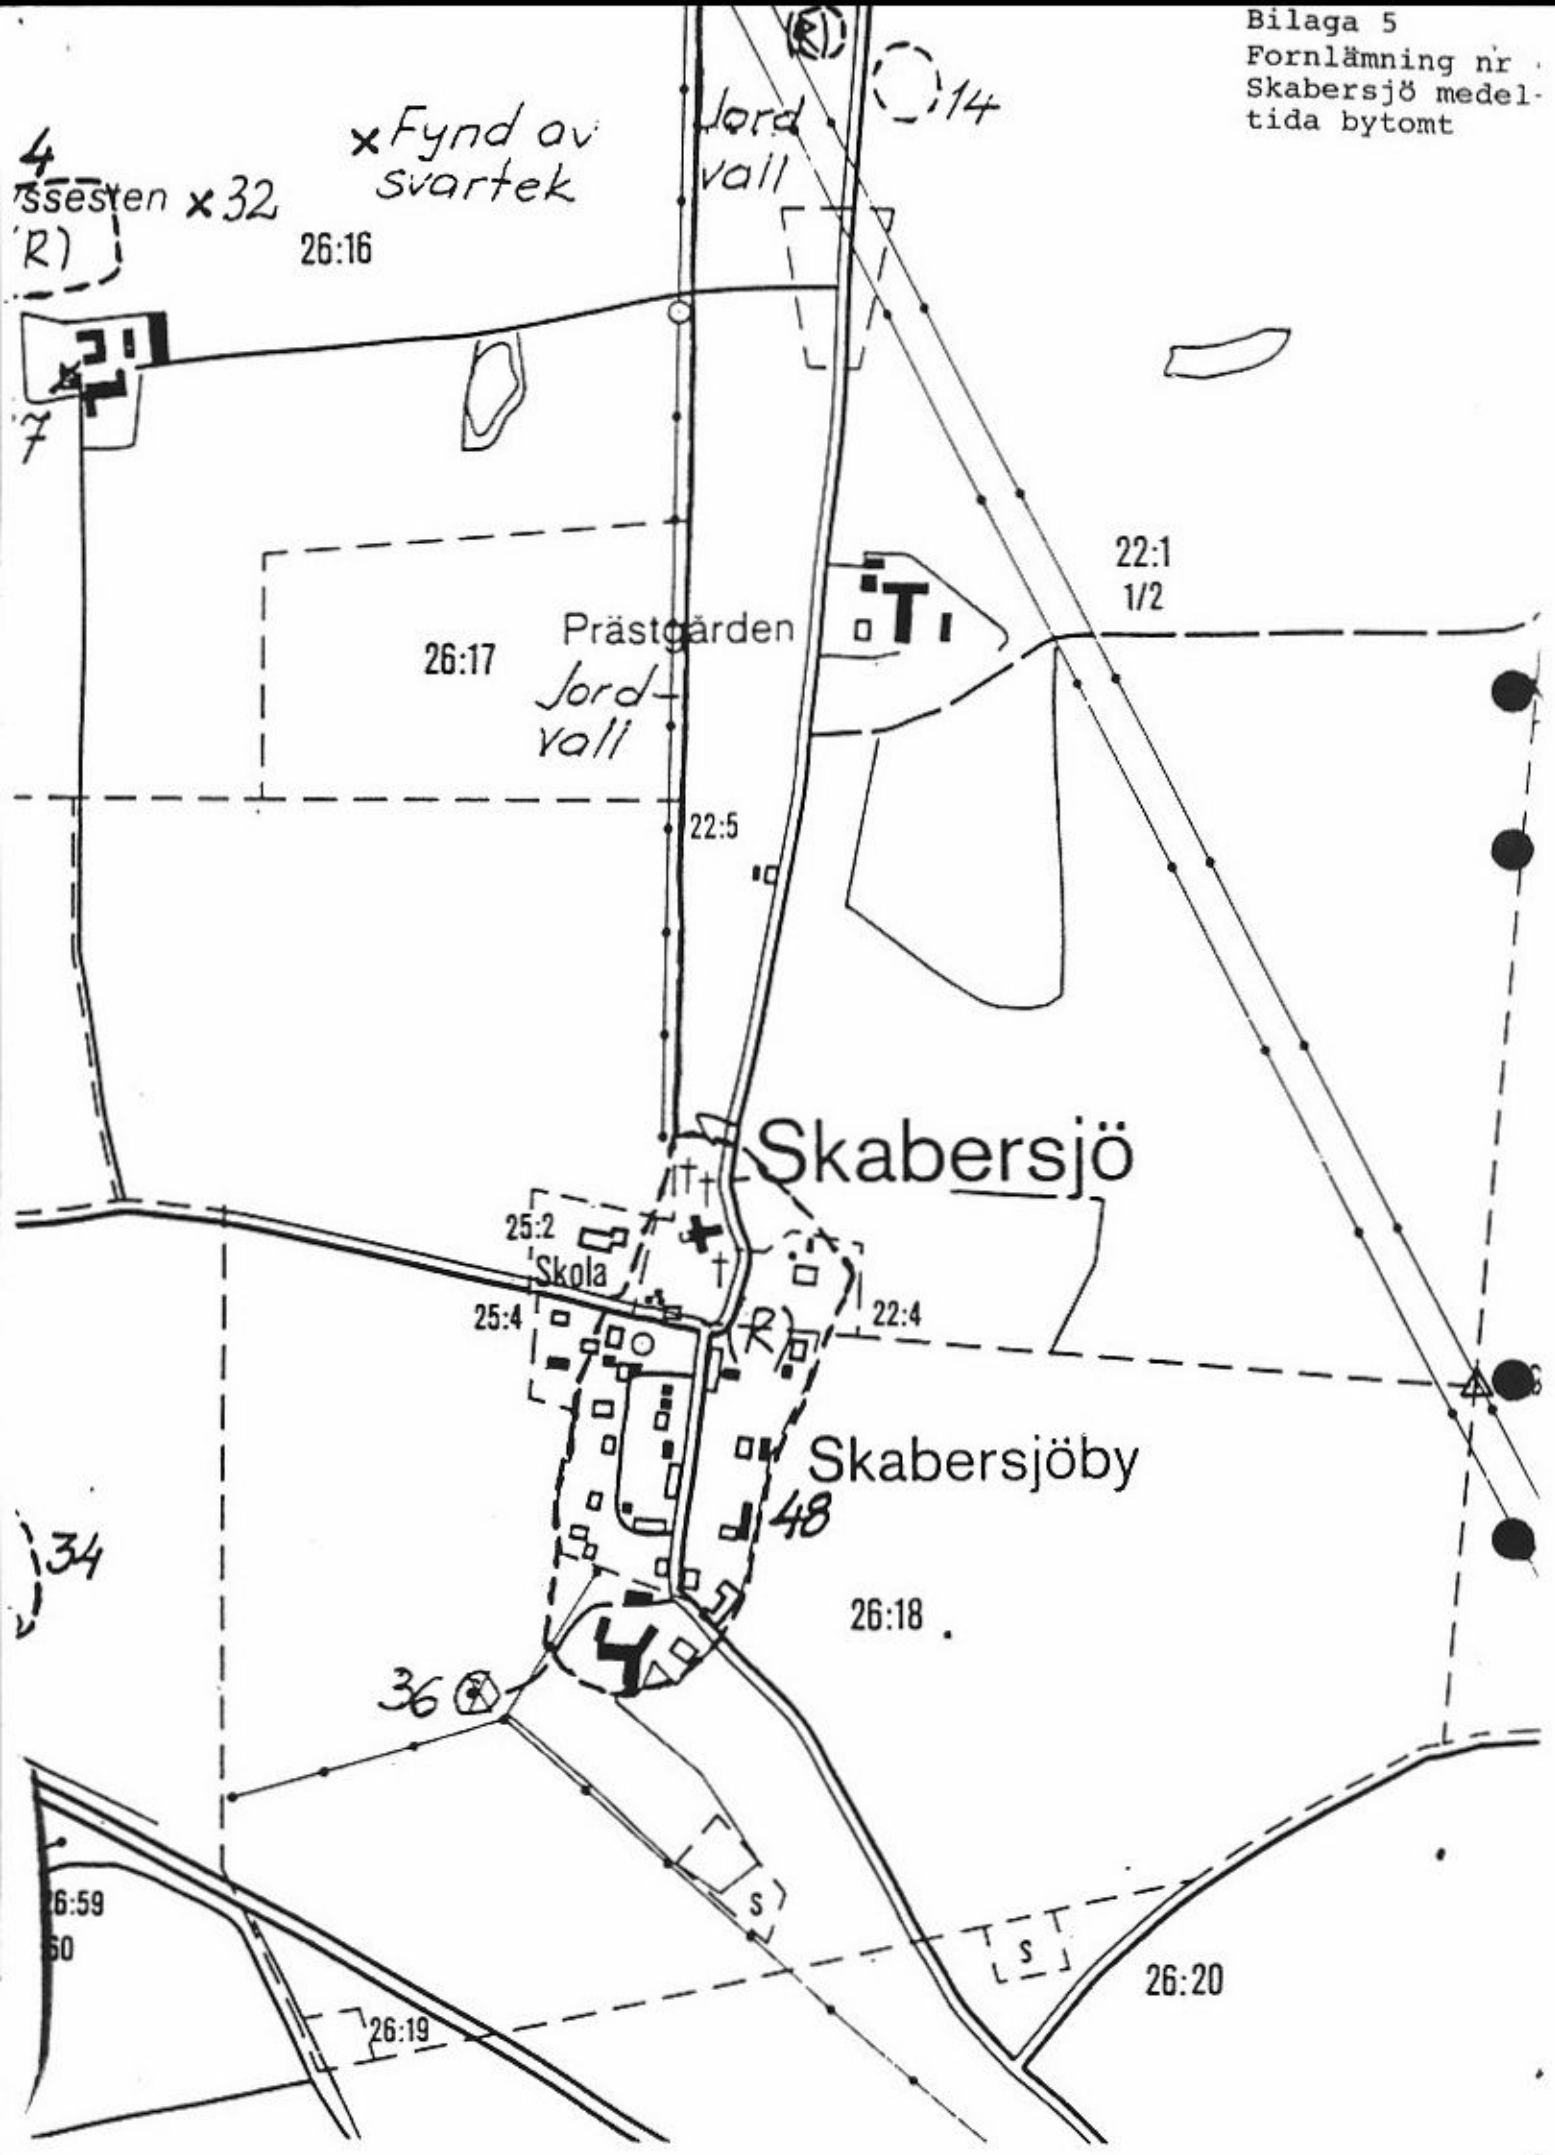 Bilaga 5
Fornlämning nr
Skabersjö medel-
tida bytomt
(R)
14
Jord
vall
× Fynd av
svartek
4
ssesten × 32
R)
26:16
7
22:1
1/2
Prästgården
26:17
Jord-
vall
22:5
Skabersjö
25:2
Skola
25:4
(R)
22:4
Skabersjöby
48
34
26:18
36
S
S
26:59
60
26:20
26:19